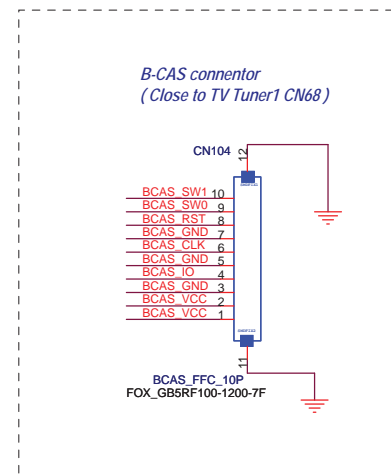 B-CAS connentor
( Close to TV Tuner1 CN68 )
CN104
12
BCAS_SW1 10
BCAS_SW0 9
BCAS_RST 8
BCAS_GND 7
BCAS_CLK 6
BCAS_GND 5
BCAS_IO 4
BCAS_GND 3
BCAS_VCC 2
BCAS_VCC 1
11
BCAS_FFC_10P
FOX_GB5RF100-1200-7F